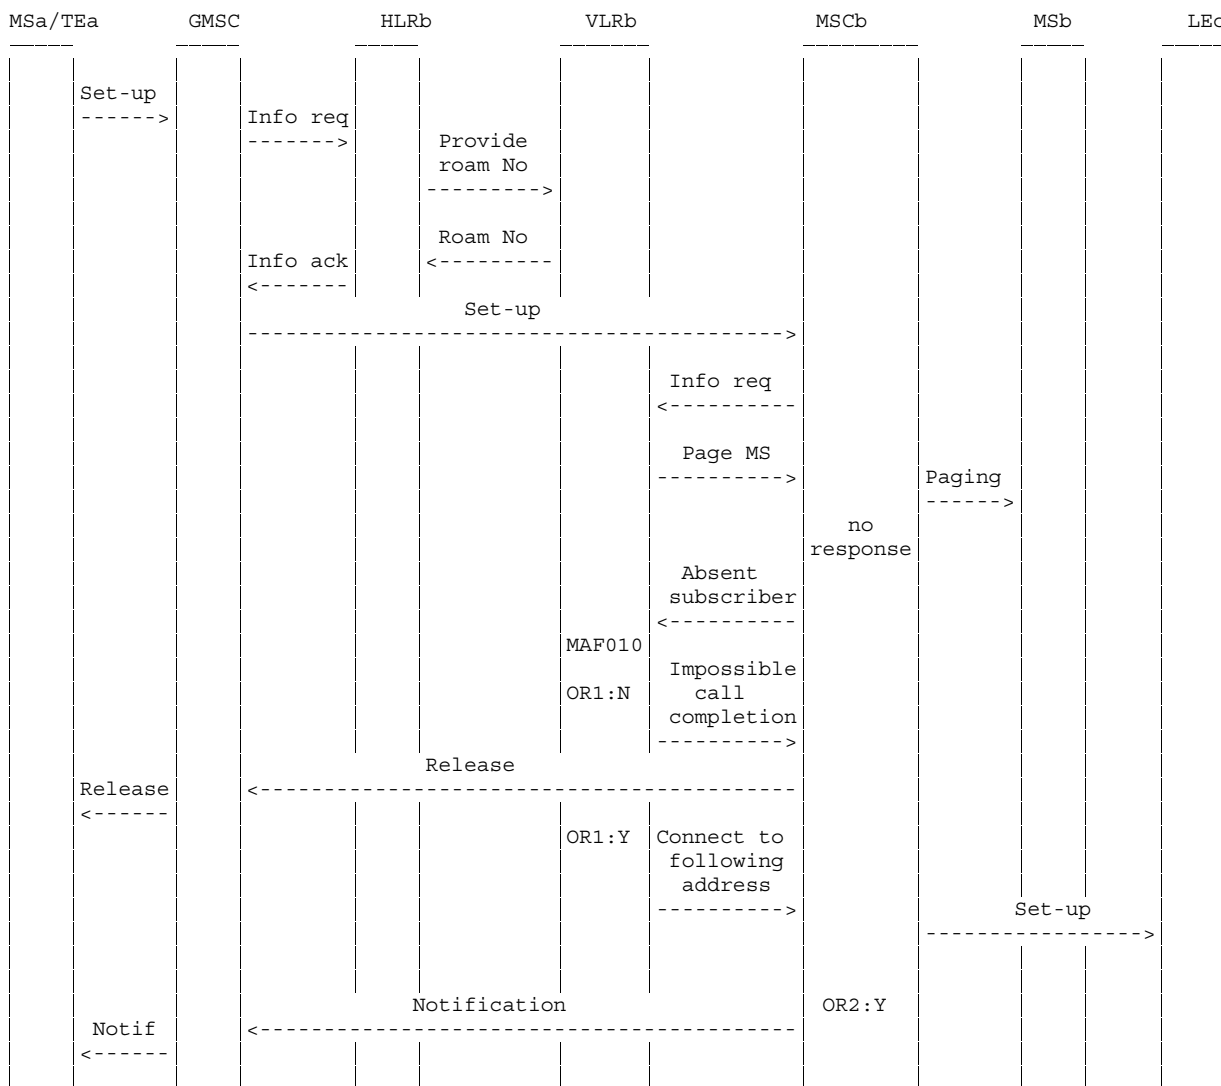 MSa/TEa GMSC HLRb VLRb MSCb MSb LEc
Set-up
------> Info req
-------> Provide
roam No
--------->
Roam No
Info ack <---------
<-------
Set-up
------------------------------------------>
Info req
<----------
Page MS
----------> Paging
------>
no
response
Absent
subscriber
<----------
MAF010
Impossible
OR1:N call
completion
---------->
Release
Release <------------------------------------------
<------
OR1:Y Connect to
following
address
----------> Set-up
----------------->
Notification OR2:Y
Notif <------------------------------------------
<------